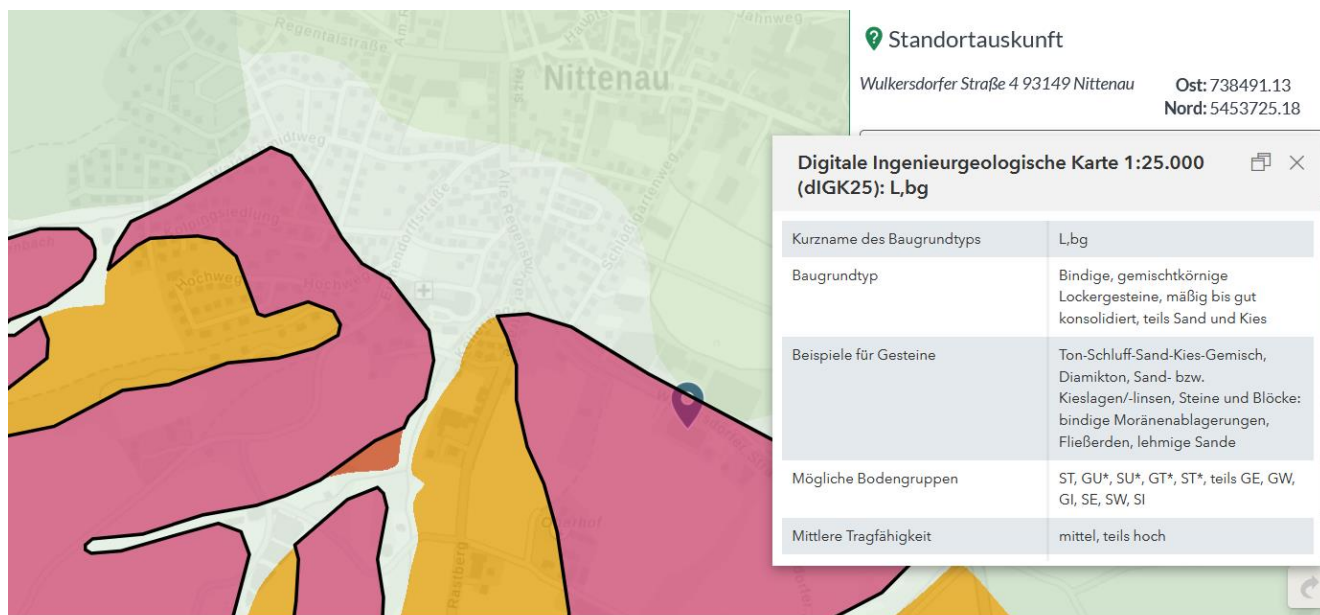 Regentalstraße
Jahnweg
Nittenau
Hochweg
Rastberg
Standortauskunft
Wulkersdorfer Straße 4 93149 Nittenau
Ost: 738491.13
Nord: 5453725.18
Digitale Ingenieurgeologische Karte 1:25.000
(dIGK25): L,bg
Kurzname des Baugrundtyps
L,bg
Baugrundtyp
Bindige, gemischtkörnige
Lockergesteine, mäßig bis gut
konsolidiert, teils Sand und Kies
Beispiele für Gesteine
Ton-Schluff-Sand-Kies-Gemisch,
Diamikton, Sand- bzw.
Kieslagen/-linsen, Steine und Blöcke:
bindige Moränenablagerungen,
Fließerden, lehmige Sande
Mögliche Bodengruppen
ST, GU*, SU*, GT*, ST*, teils GE, GW,
GI, SE, SW, SI
Mittlere Tragfähigkeit
mittel, teils hoch